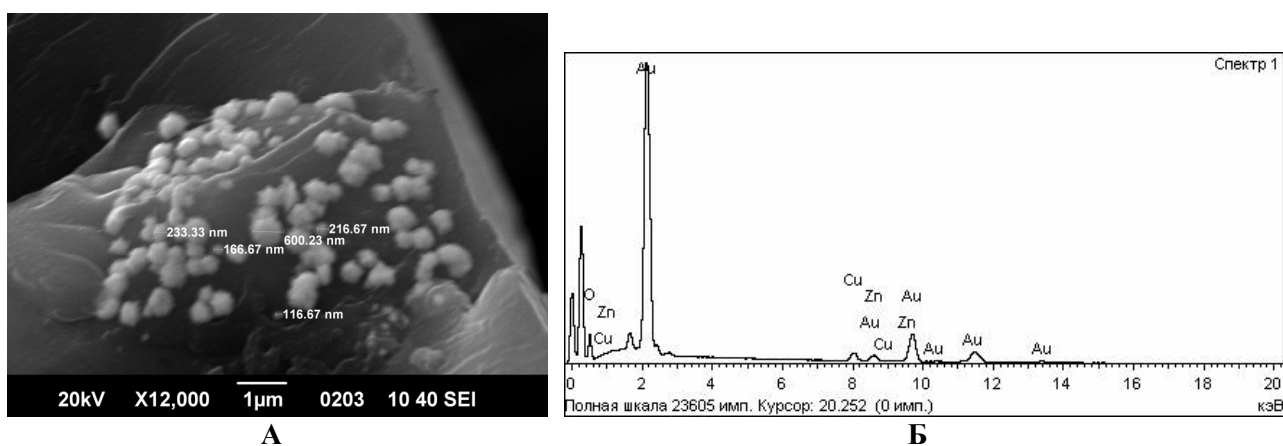 233.33 nm
216.67 nm
600.23 nm
166.67 nm
116.67 nm
20kV X12,000 1µm 0203 10 40 SEI
А
Спектр 1
Au
O
Zn
Cu
Cu
Zn
Au
Au
Zn
Cu
Au
Au
Au
0 2 4 6 8 10 12 14 16 18 20
Полная шкала 23605 имп. Курсор: 20.252 (0 имп.) кэВ
Б